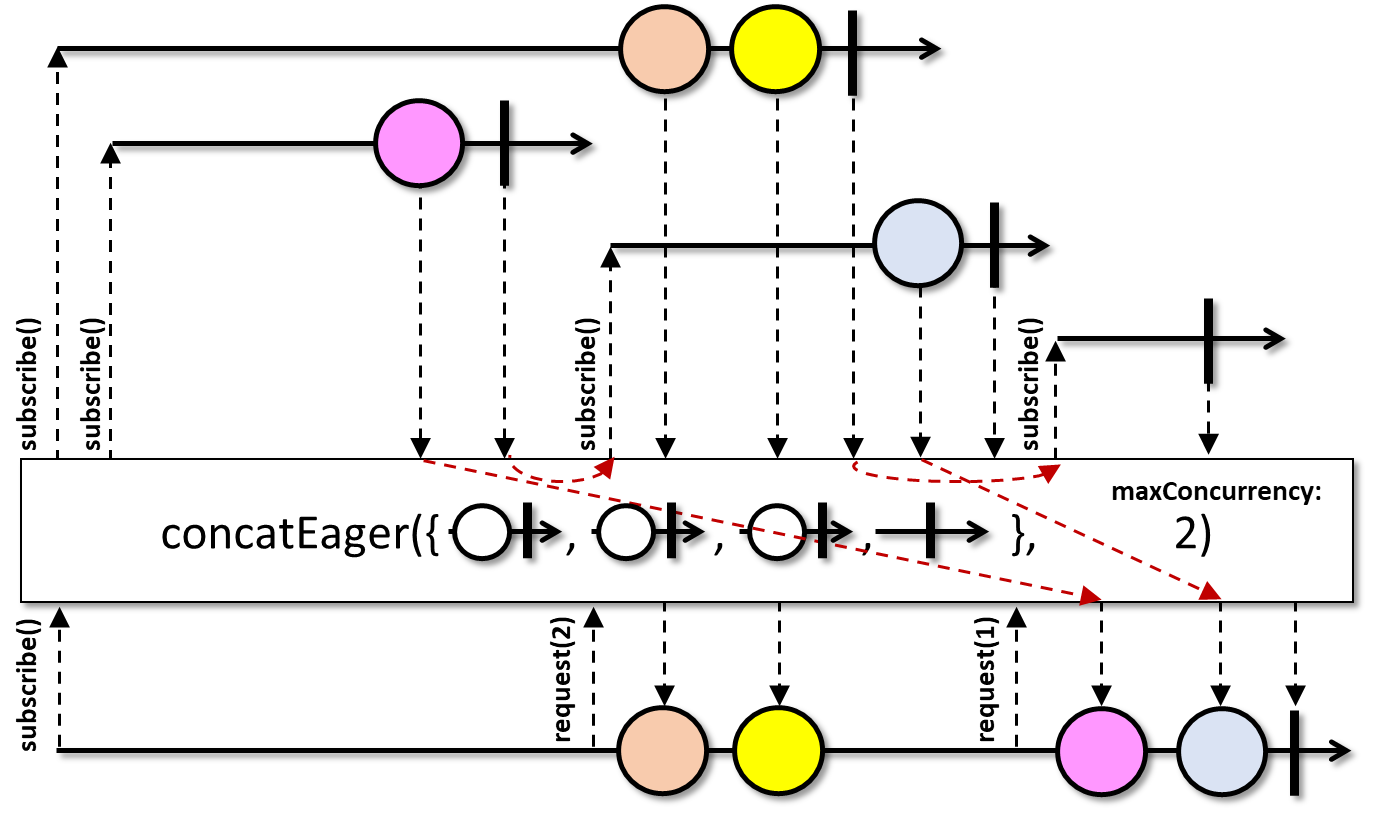 subscribe()
subscribe()
subscribe()
subscribe()
maxConcurrency:
concatEager({ , , , }, 2)
subscribe()
request(2)
request(1)